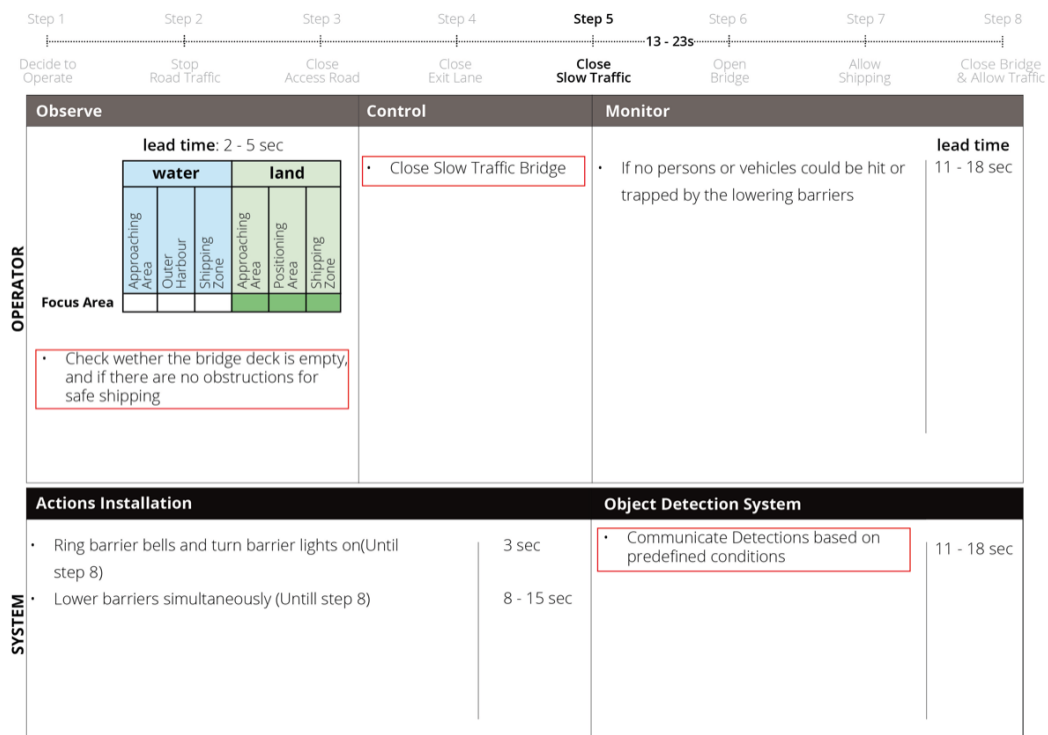 Step 1
Step 2
Step 3
Step 4
Step 5
Step 6
Step 7
Step 8
13 - 23s
Decide to
Operate
Stop
Road Traffic
Close
Access Road
Close
Exit Lane
Close
Slow Traffic
Open
Bridge
Allow
Shipping
Close Bridge
& Allow Traffic
OPERATOR
Observe
lead time: 2 - 5 sec
water
land
Approaching
Area
Outer
Harbour
Shipping
Zone
Approaching
Area
Positioning
Area
Shipping
Zone
Focus Area
• Check wether the bridge deck is empty,
and if there are no obstructions for
safe shipping
Control
• Close Slow Traffic Bridge
Monitor
lead time
• If no persons or vehicles could be hit or
trapped by the lowering barriers
11 - 18 sec
SYSTEM
Actions Installation
• Ring barrier bells and turn barrier lights on(Until
step 8)
3 sec
• Lower barriers simultaneously (Untill step 8)
8 - 15 sec
Object Detection System
• Communicate Detections based on
predefined conditions
11 - 18 sec